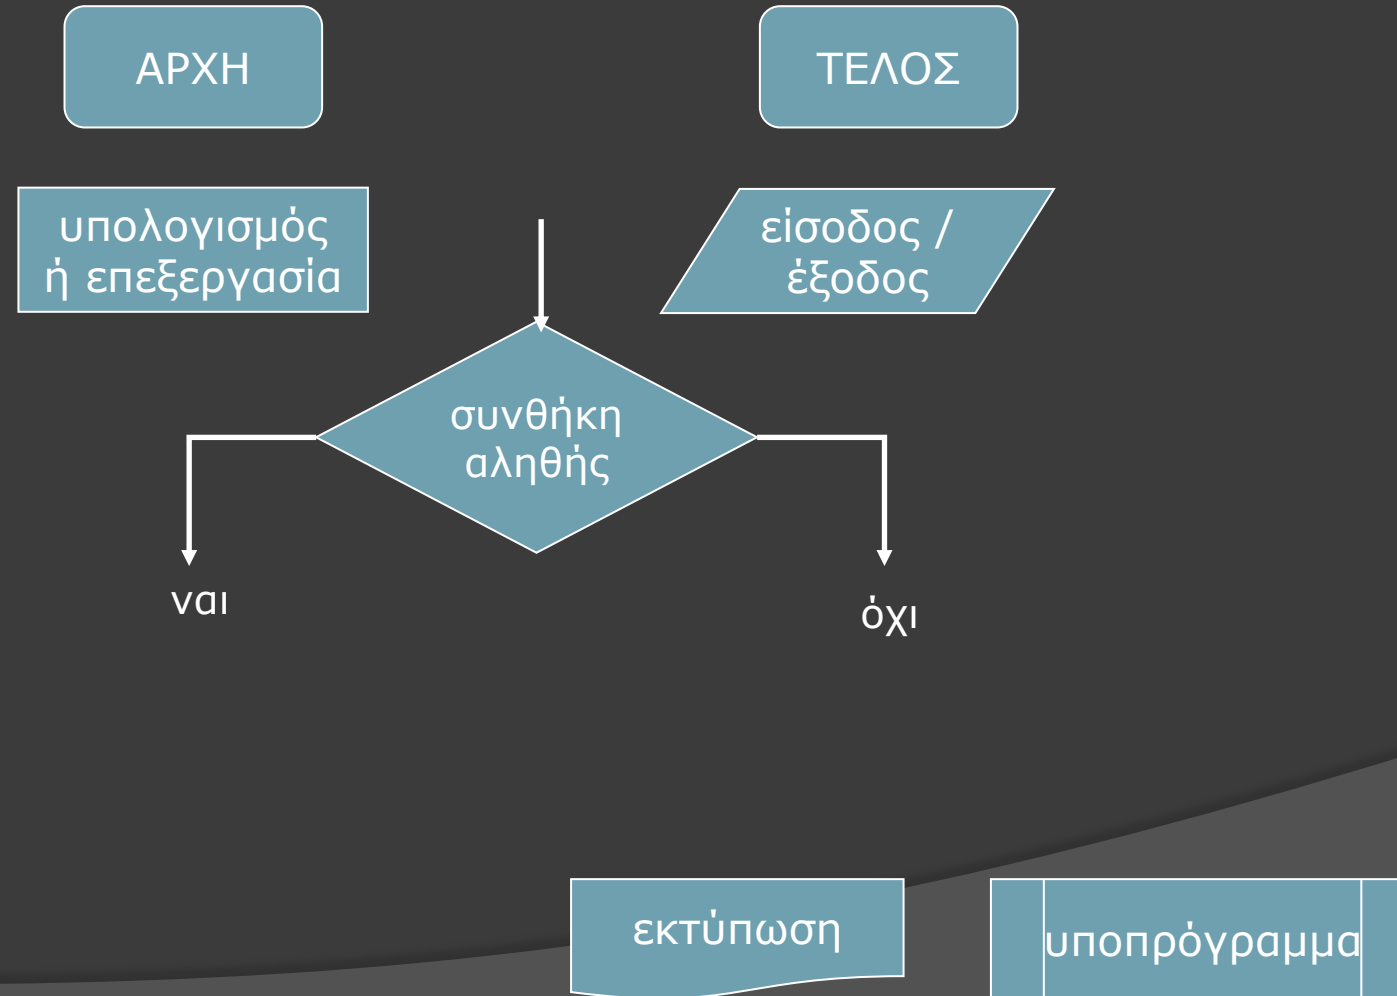 ΑΡΧΗ
ΤΕΛΟΣ
υπολογισμός
ή επεξεργασία
είσοδος /
έξοδος
συνθήκη
αληθής
ναι
όχι
εκτύπωση
υποπρόγραμμα